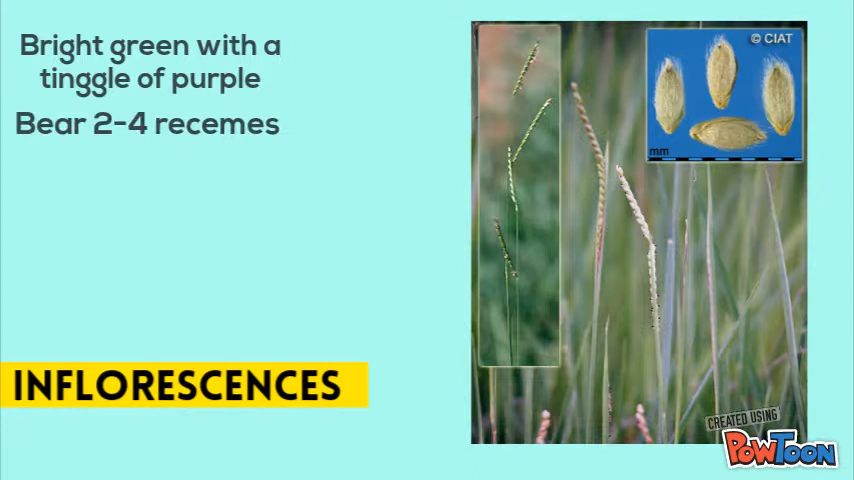 Bright green with a
tinggle of purple
Bear 2-4 recemes
© CIAT
mm
INFLORESCENCES
CREATED USING
POWTOON